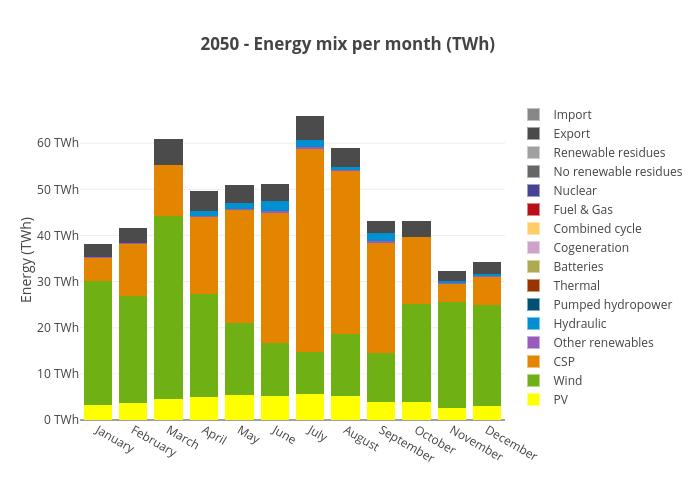 2050 - Energy mix per month (TWh)
60 TWh
50 TWh
40 TWh
30 TWh
20 TWh
10 TWh
0 TWh
Energy (TWh)
January
February
March
April
May
June
July
August
September
October
November
December
Import
Export
Renewable residues
No renewable residues
Nuclear
Fuel & Gas
Combined cycle
Cogeneration
Batteries
Thermal
Pumped hydropower
Hydraulic
Other renewables
CSP
Wind
PV